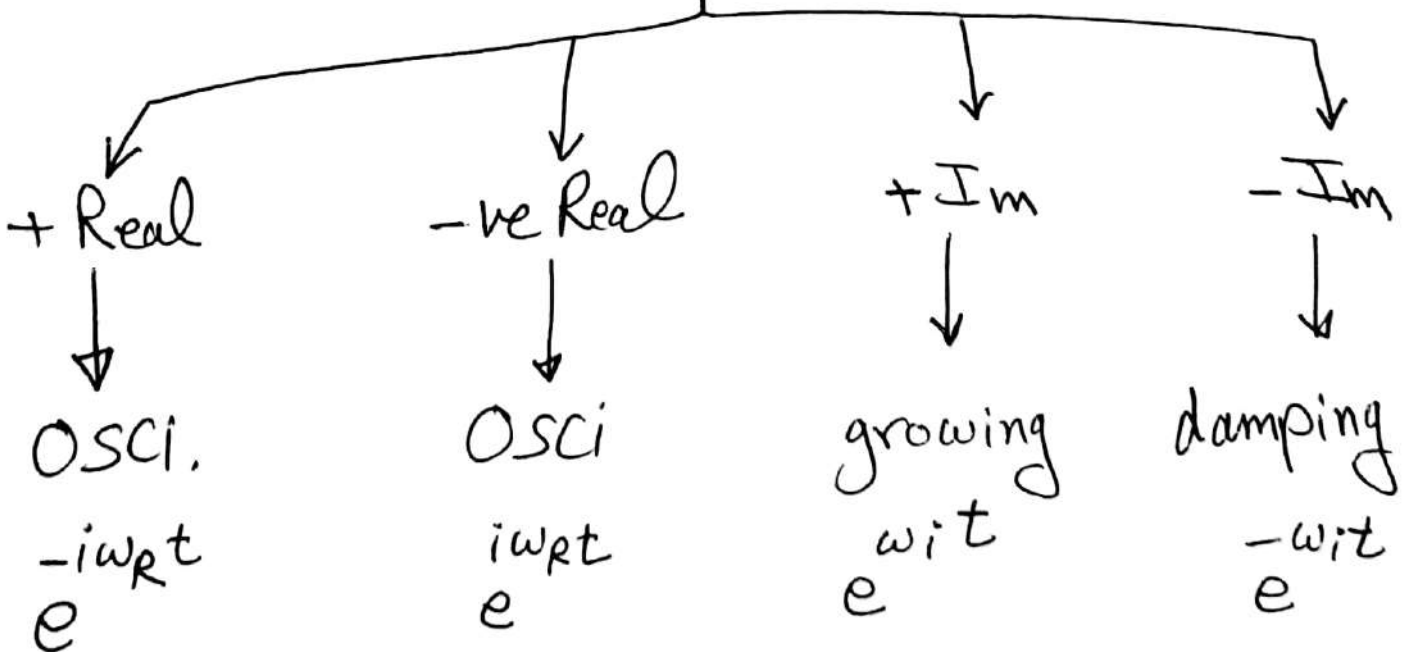 + Real -ve Real + Im - Im
OSCi. OSCi growing damping
e^{-iω_R t} e^{iω_R t} e^{ω_i t} e^{-ω_i t}